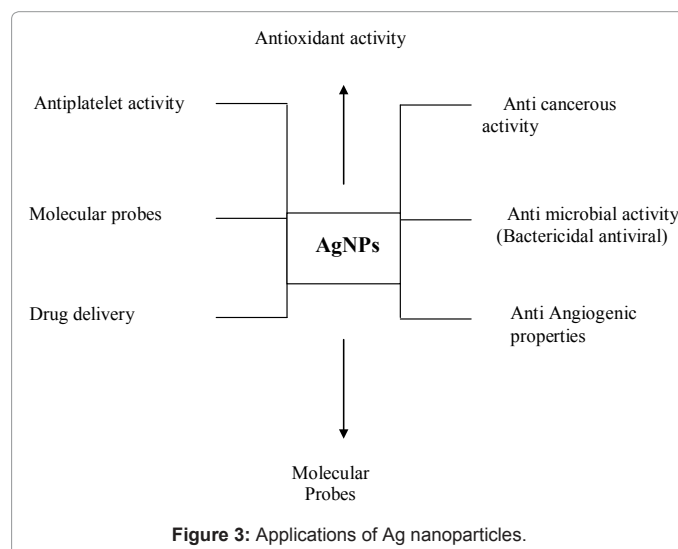 Antioxidant activity
Antiplatelet activity
Anti cancerous
activity
Molecular probes
Anti microbial activity
(Bactericidal antiviral)
AgNPs
Drug delivery
Anti Angiogenic
properties
Molecular
Probes
Figure 3: Applications of Ag nanoparticles.